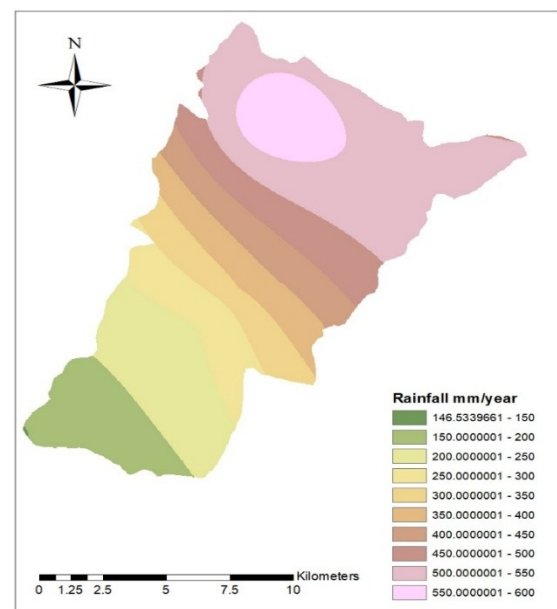 N
Rainfall mm/year
146.5339661 - 150
150.0000001 - 200
200.0000001 - 250
250.0000001 - 300
300.0000001 - 350
350.0000001 - 400
400.0000001 - 450
450.0000001 - 500
500.0000001 - 550
550.0000001 - 600
Kilometers
0 1.25 2.5 5 7.5 10